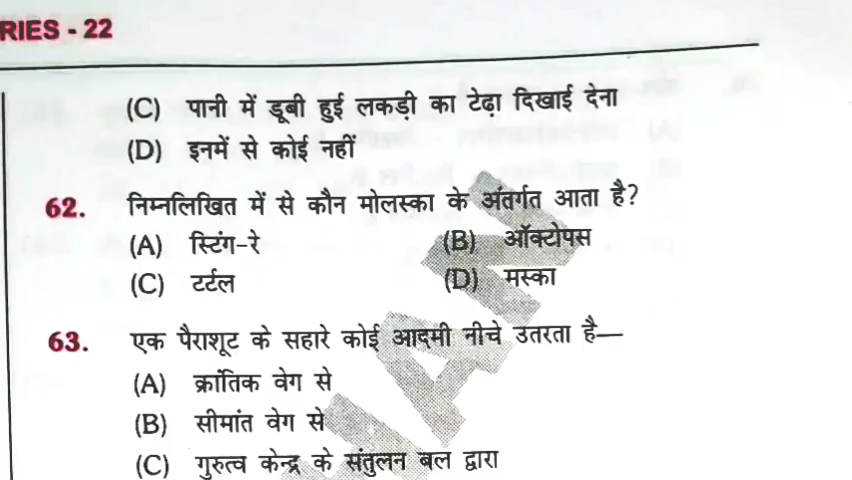 RIES - 22
(C) पानी में डूबी हुई लकड़ी का टेढ़ा दिखाई देना
(D) इनमें से कोई नहीं
62. निम्नलिखित में से कौन मोलस्का के अंतर्गत आता है?
(A) स्टिंग-रे (B) ऑक्टोपस
(C) टर्टल (D) मस्का
63. एक पैराशूट के सहारे कोई आदमी नीचे उतरता है—
(A) क्रांतिक वेग से
(B) सीमांत वेग से
(C) गुरुत्व केन्द्र के संतुलन बल द्वारा